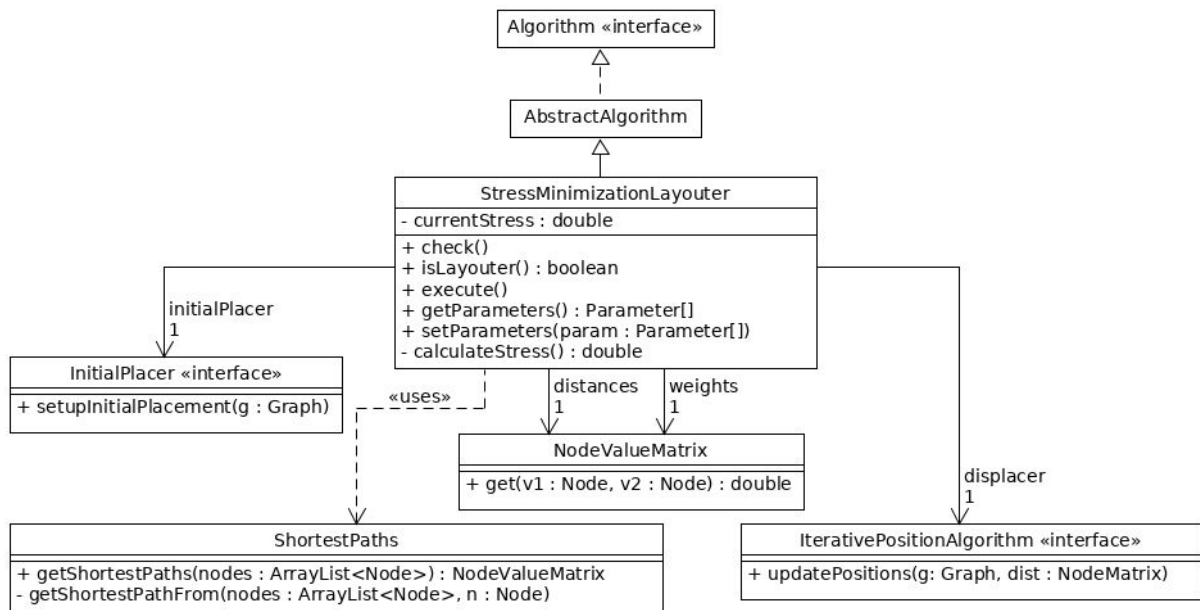 Algorithm «interface»
AbstractAlgorithm
StressMinimizationLayouter
- currentStress : double
+ check()
+ isLayouter() : boolean
+ execute()
+ getParameters() : Parameter[]
+ setParameters(param : Parameter[])
- calculateStress() : double
initialPlacer
1
InitialPlacer «interface»
+ setupInitialPlacement(g : Graph)
«uses»
distances
1
weights
1
NodeValueMatrix
+ get(v1 : Node, v2 : Node) : double
displacer
1
ShortestPaths
+ getShortestPaths(nodes : ArrayList<Node>) : NodeValueMatrix
- getShortestPathFrom(nodes : ArrayList<Node>, n : Node)
IterativePositionAlgorithm «interface»
+ updatePositions(g: Graph, dist : NodeMatrix)